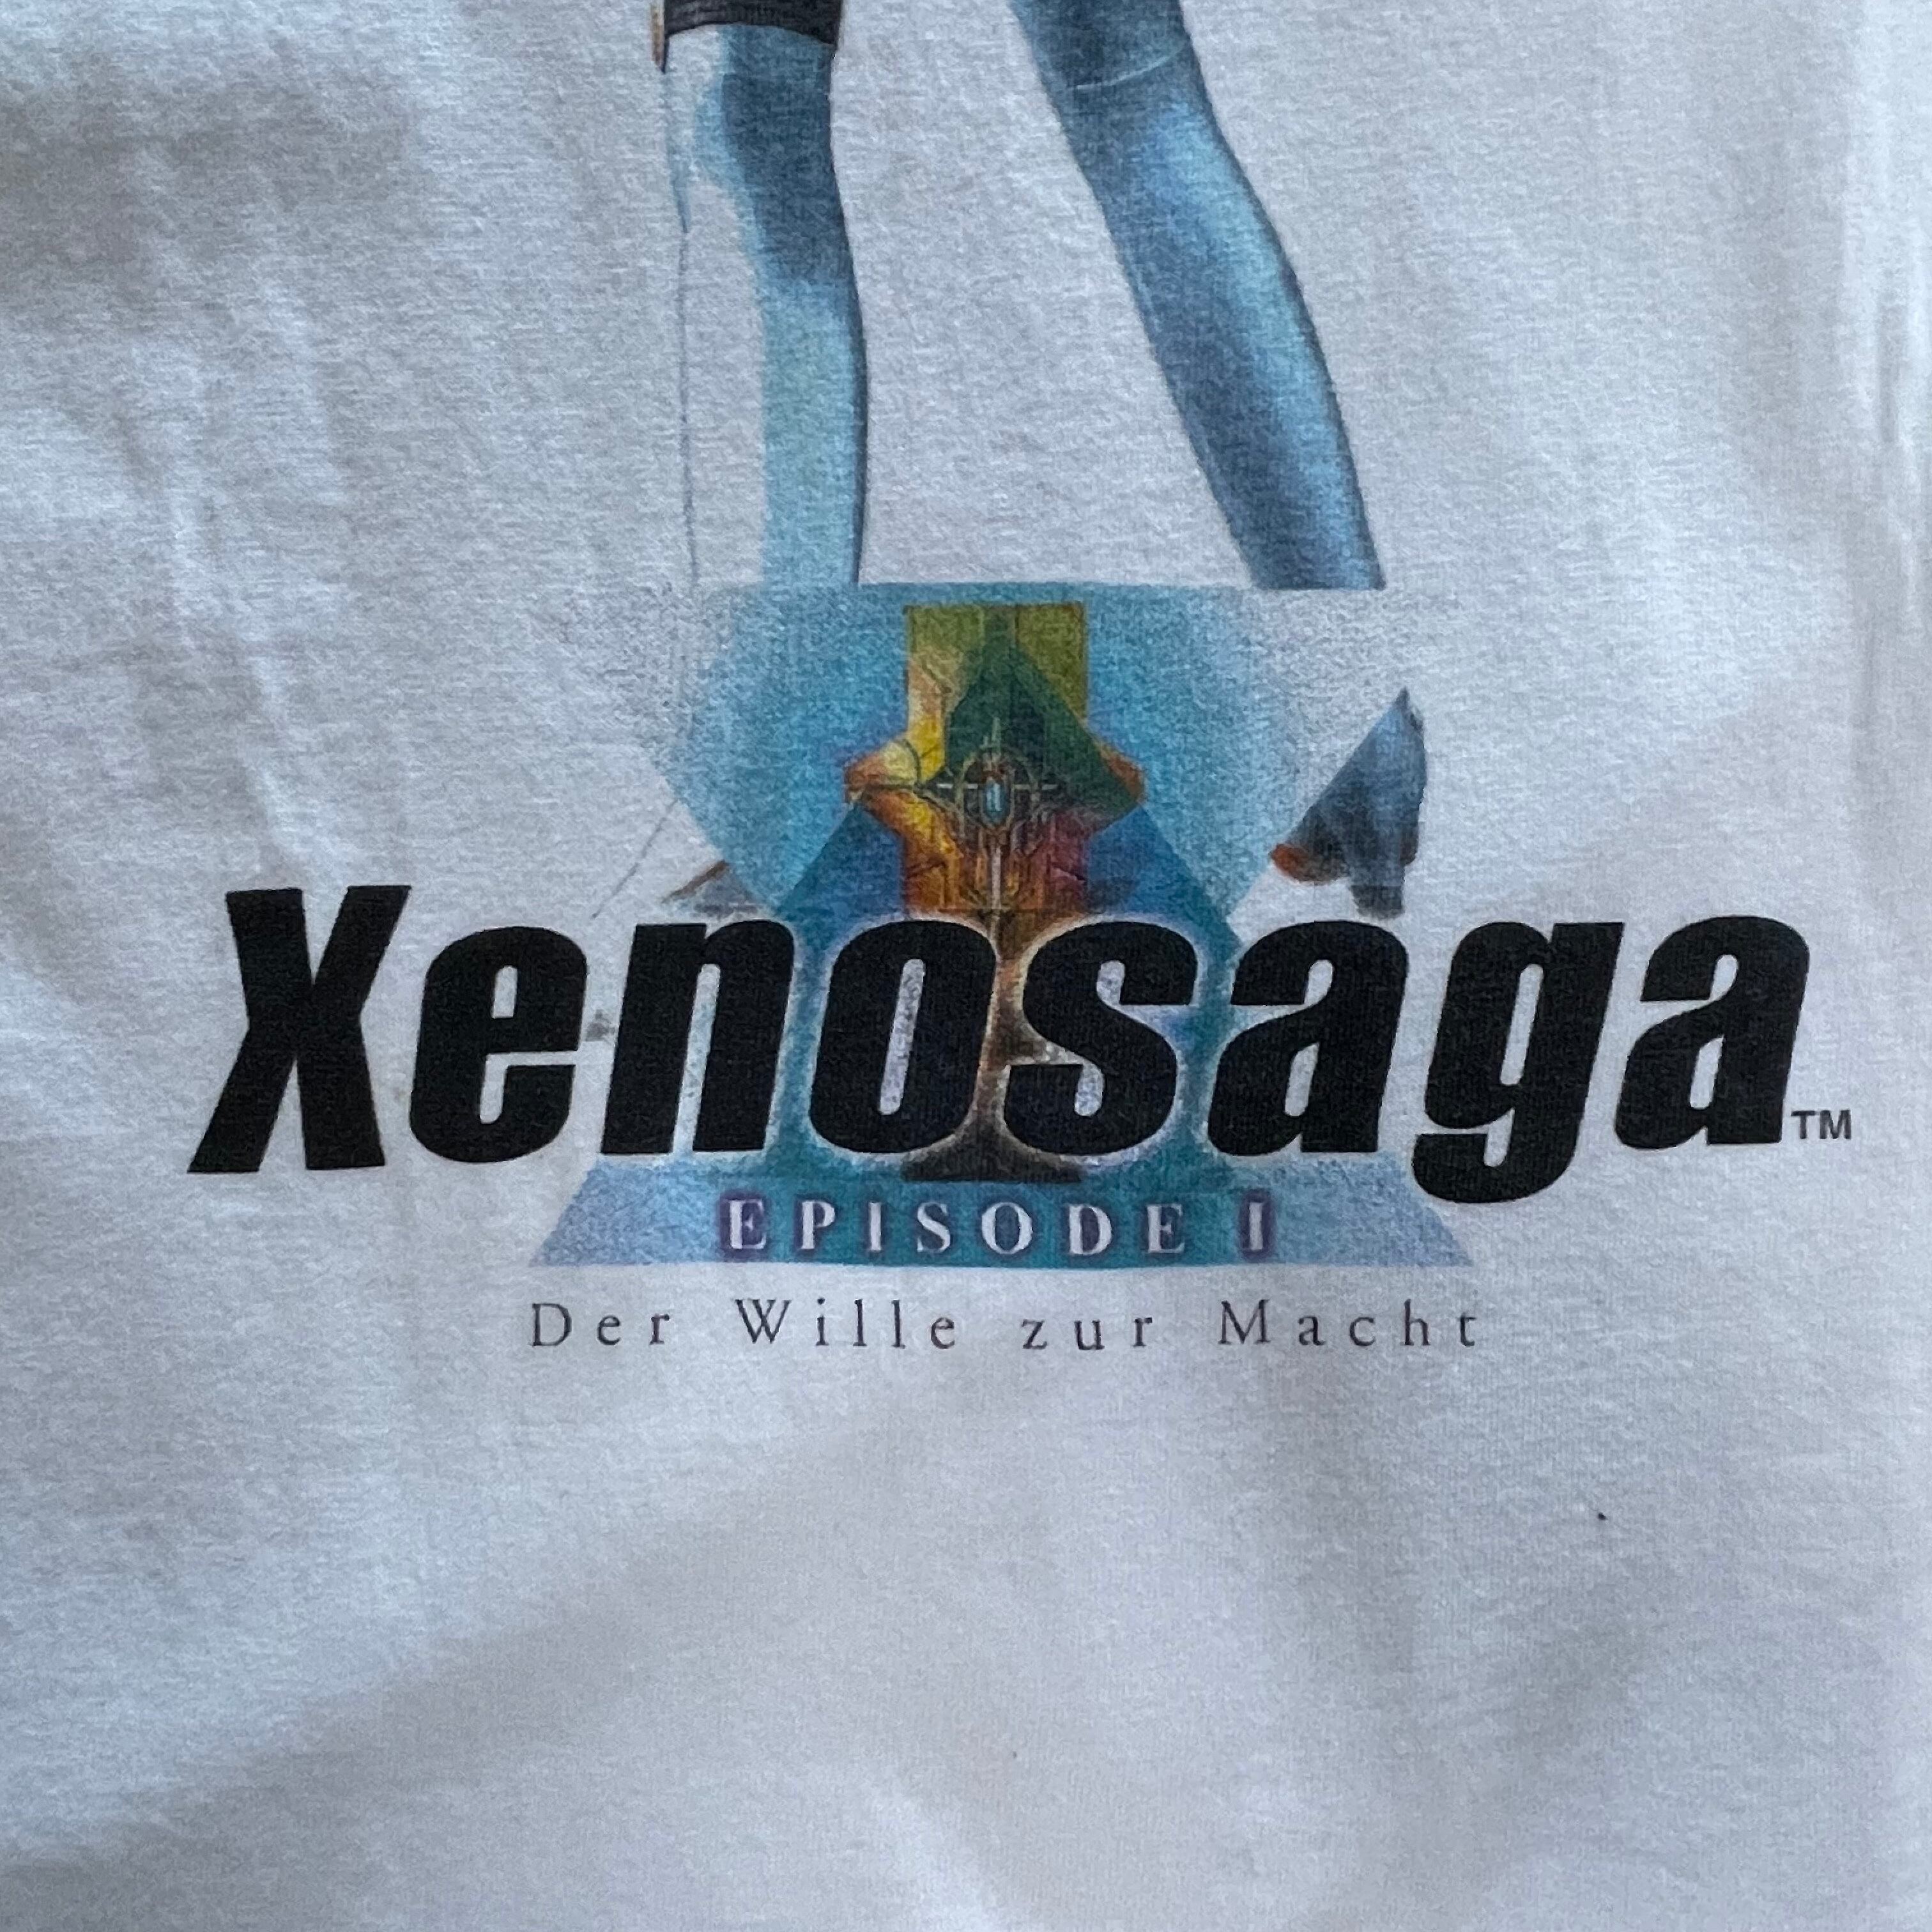 Xenosaga™
EPISODE I
Der Wille zur Macht